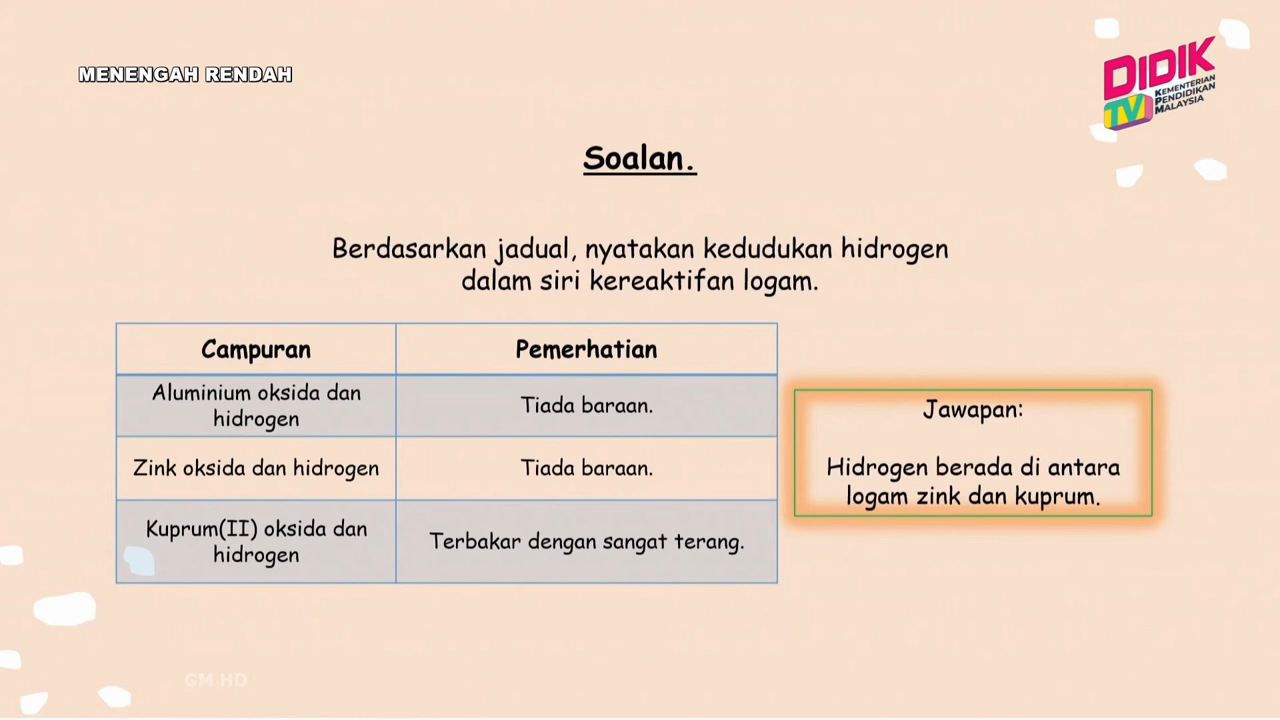 MENENGAH RENDAH
DIDIK
TV
KEMENTERIAN
PENDIDIKAN
MALAYSIA
Soalan.
Berdasarkan jadual, nyatakan kedudukan hidrogen
dalam siri kereaktifan logam.
Campuran
Pemerhatian
Aluminium oksida dan
hidrogen
Tiada baraan.
Zink oksida dan hidrogen
Tiada baraan.
Kuprum(II) oksida dan
hidrogen
Terbakar dengan sangat terang.
Jawapan:
Hidrogen berada di antara
logam zink dan kuprum.
GM HD